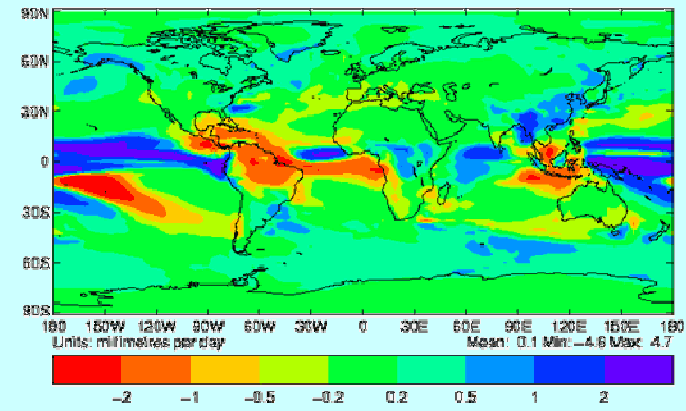 90N
60N
30N
0
30S
60S
90S
180 150W 120W 90W 60W 30W 0 30E 60E 90E 120E 150E 180
Units: millimetres per day Mean: 0.1 Min: −4.6 Max: 4.7
−2 −1 −0.5 −0.2 0.2 0.5 1 2